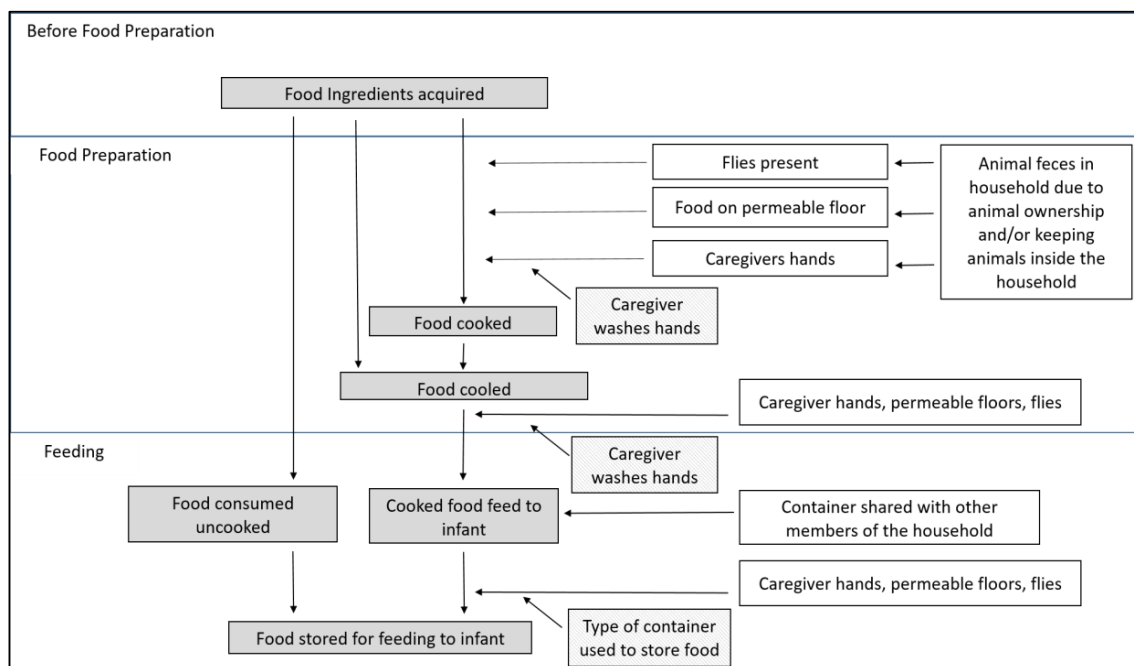 Before Food Preparation
Food Ingredients acquired
Food Preparation
Flies present
Food on permeable floor
Caregivers hands
Animal feces in
household due to
animal ownership
and/or keeping
animals inside the
household
Caregiver
washes hands
Food cooked
Food cooled
Caregiver hands, permeable floors, flies
Feeding
Caregiver
washes hands
Food consumed
uncooked
Cooked food feed to
infant
Container shared with other
members of the household
Caregiver hands, permeable floors, flies
Type of container
used to store food
Food stored for feeding to infant